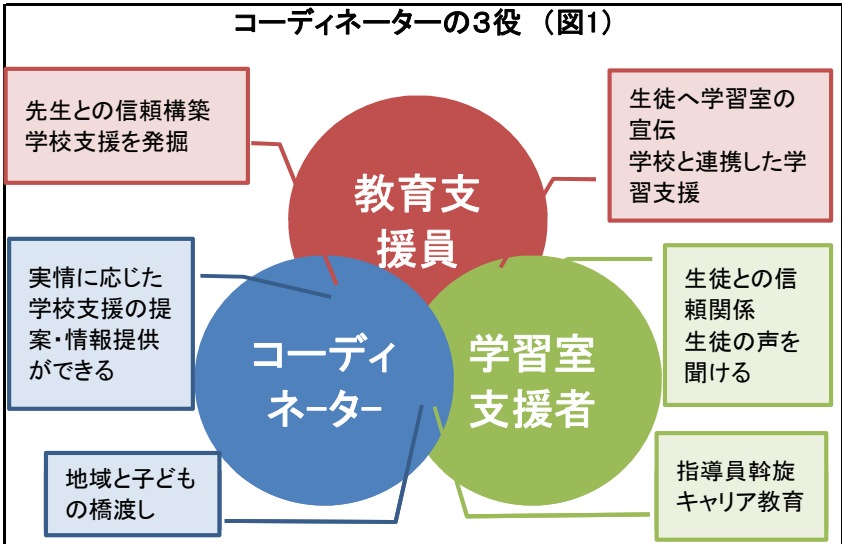 コーディネーターの3役 （図1）
先生との信頼構築
学校支援を発掘
生徒へ学習室の
宣伝
学校と連携した学
習支援
教育支
援員
実情に応じた
学校支援の提
案・情報提供
ができる
生徒との信
頼関係
生徒の声を
聞ける
コーディ
ネーター
学習室
支援者
地域と子ども
の橋渡し
指導員斡旋
キャリア教育